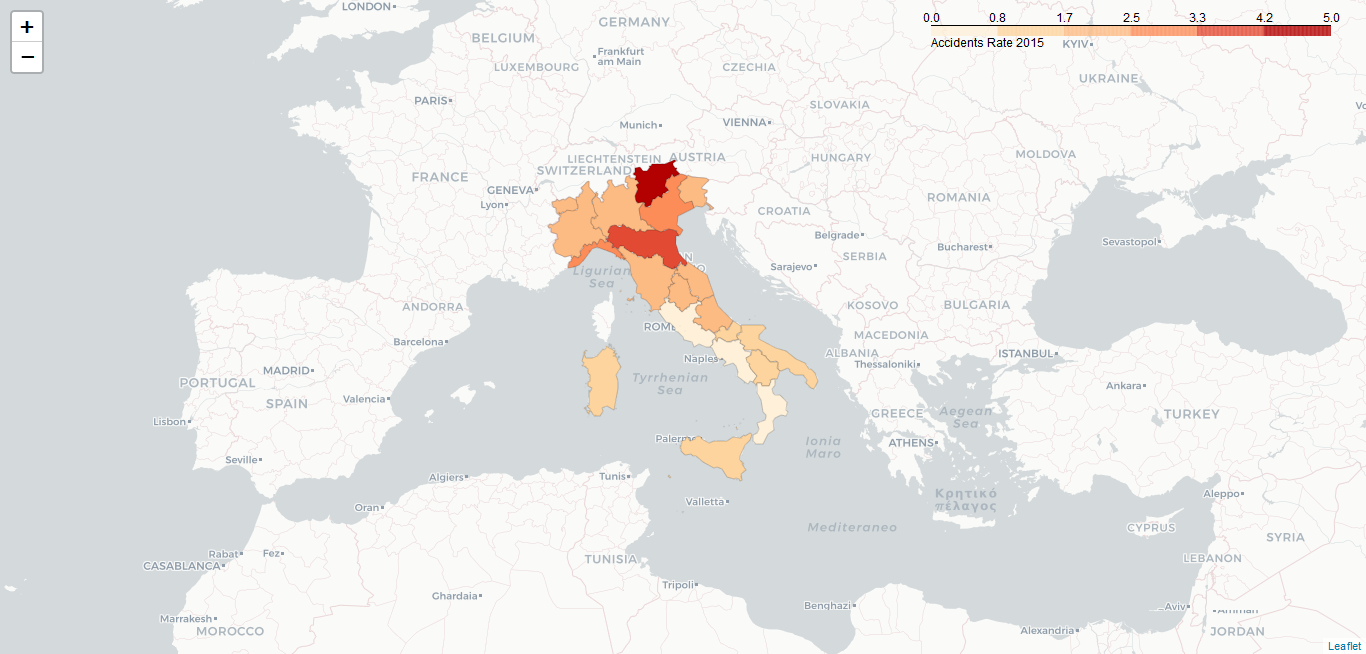 +
−
0.0 0.8 1.7 2.5 3.3 4.2 5.0
Accidents Rate 2015
LONDON
GERMANY
BELGIUM
KYIV
Frankfurt
am Main
LUXEMBOURG
CZECHIA
UKRAINE
PARIS
SLOVAKIA
VIENNA
Munich
LIECHTENSTEIN
AUSTRIA
HUNGARY
MOLDOVA
SWITZERLAND
FRANCE
GENEVA
Lyon
ROMANIA
CROATIA
Belgrade
Bucharest
Sevastopol
SERBIA
Sarajevo
Ligurian
Sea
ANDORRA
KOSOVO
BULGARIA
ROME
MACEDONIA
Barcelona
ALBANIA
ISTANBUL
Naples
Thessaloniki
MADRID
Tyrrhenian
Sea
PORTUGAL
Ankara
SPAIN
Valencia
GREECE
Aegean
Sea
TURKEY
Lisbon
Palermo
Ionia
Maro
ATHENS
Seville
Algiers
Tunis
Κρητικό
πέλαγος
Aleppo
Valletta
Oran
Mediteraneo
CYPRUS
SYRIA
Rabat
Fez
TUNISIA
LEBANON
CASABLANCA
Tripoli
Ghardaia
Benghazi
Aviv
Amman
Marrakesh
MOROCCO
Alexandria
JORDAN
Leaflet